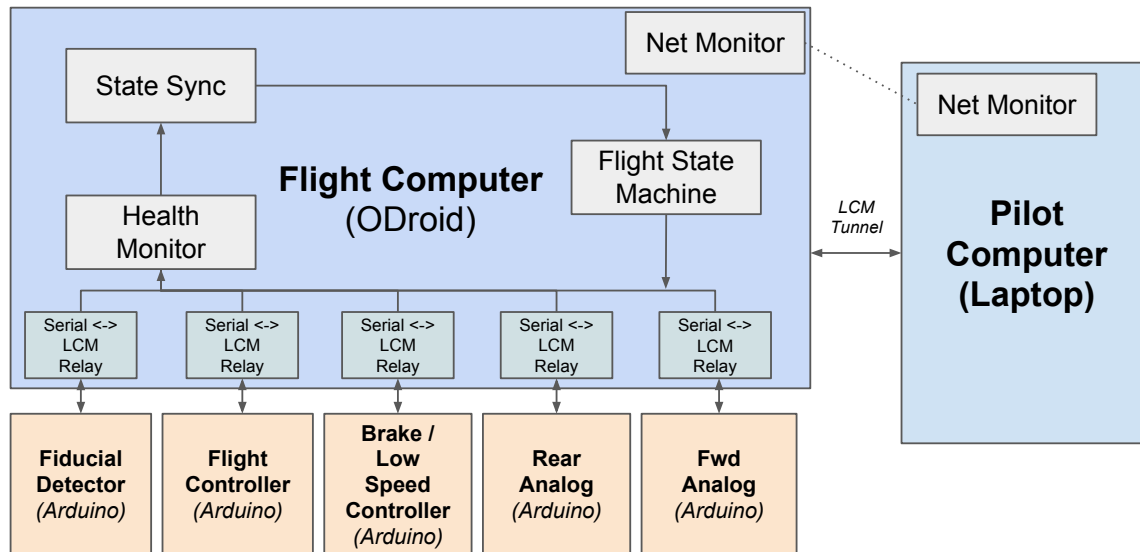 Net Monitor
State Sync
Net Monitor
Flight State
Machine
Flight Computer
(ODroid)
Health
Monitor
LCM
Tunnel
Pilot
Computer
(Laptop)
Serial <->
LCM
Relay
Serial <->
LCM
Relay
Serial <->
LCM
Relay
Serial <->
LCM
Relay
Serial <->
LCM
Relay
Fiducial
Detector
(Arduino)
Flight
Controller
(Arduino)
Brake /
Low
Speed
Controller
(Arduino)
Rear
Analog
(Arduino)
Fwd
Analog
(Arduino)